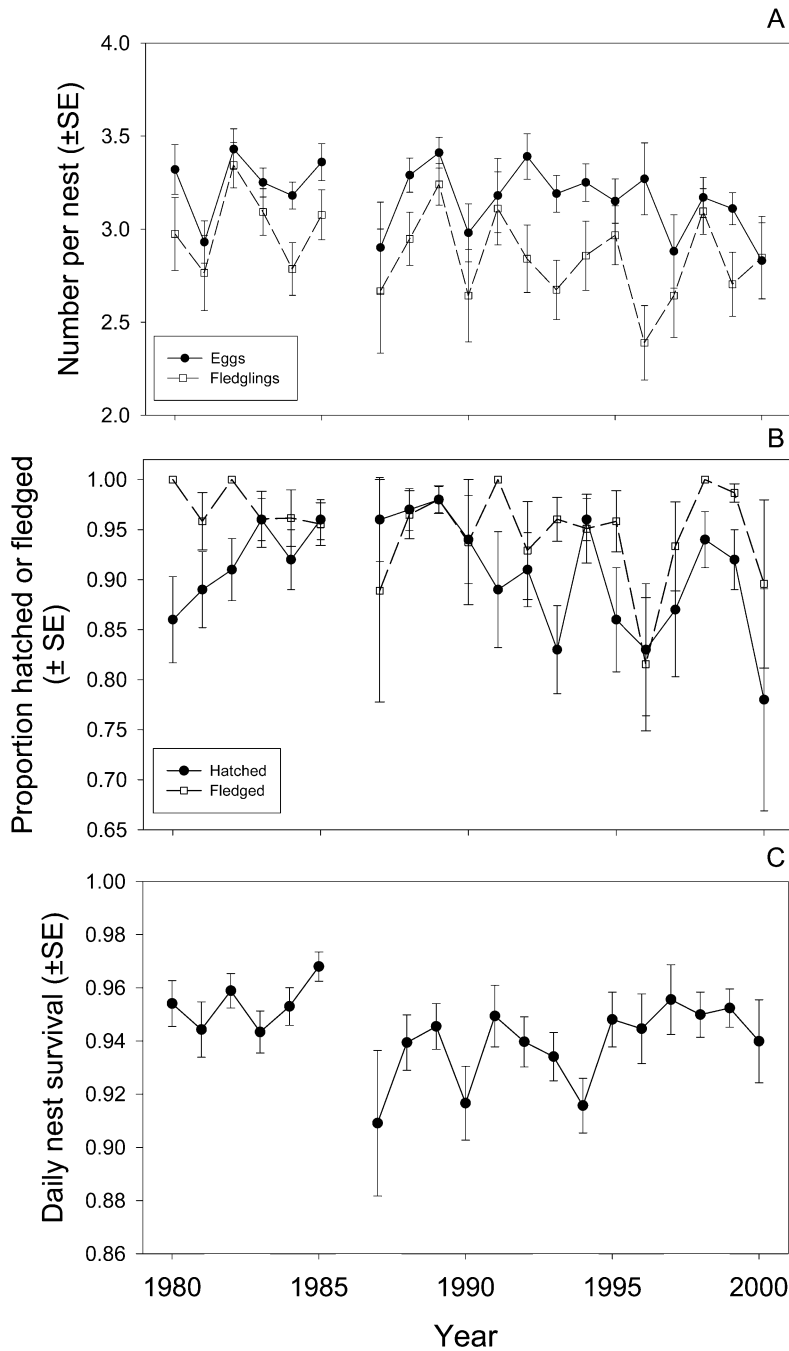 A
Number per nest (±SE)
4.0
3.5
3.0
2.5
2.0
Eggs
Fledglings
B
Proportion hatched or fledged
(± SE)
1.00
0.95
0.90
0.85
0.80
0.75
0.70
0.65
Hatched
Fledged
C
Daily nest survival (±SE)
1.00
0.98
0.96
0.94
0.92
0.90
0.88
0.86
1980 1985 1990 1995 2000
Year